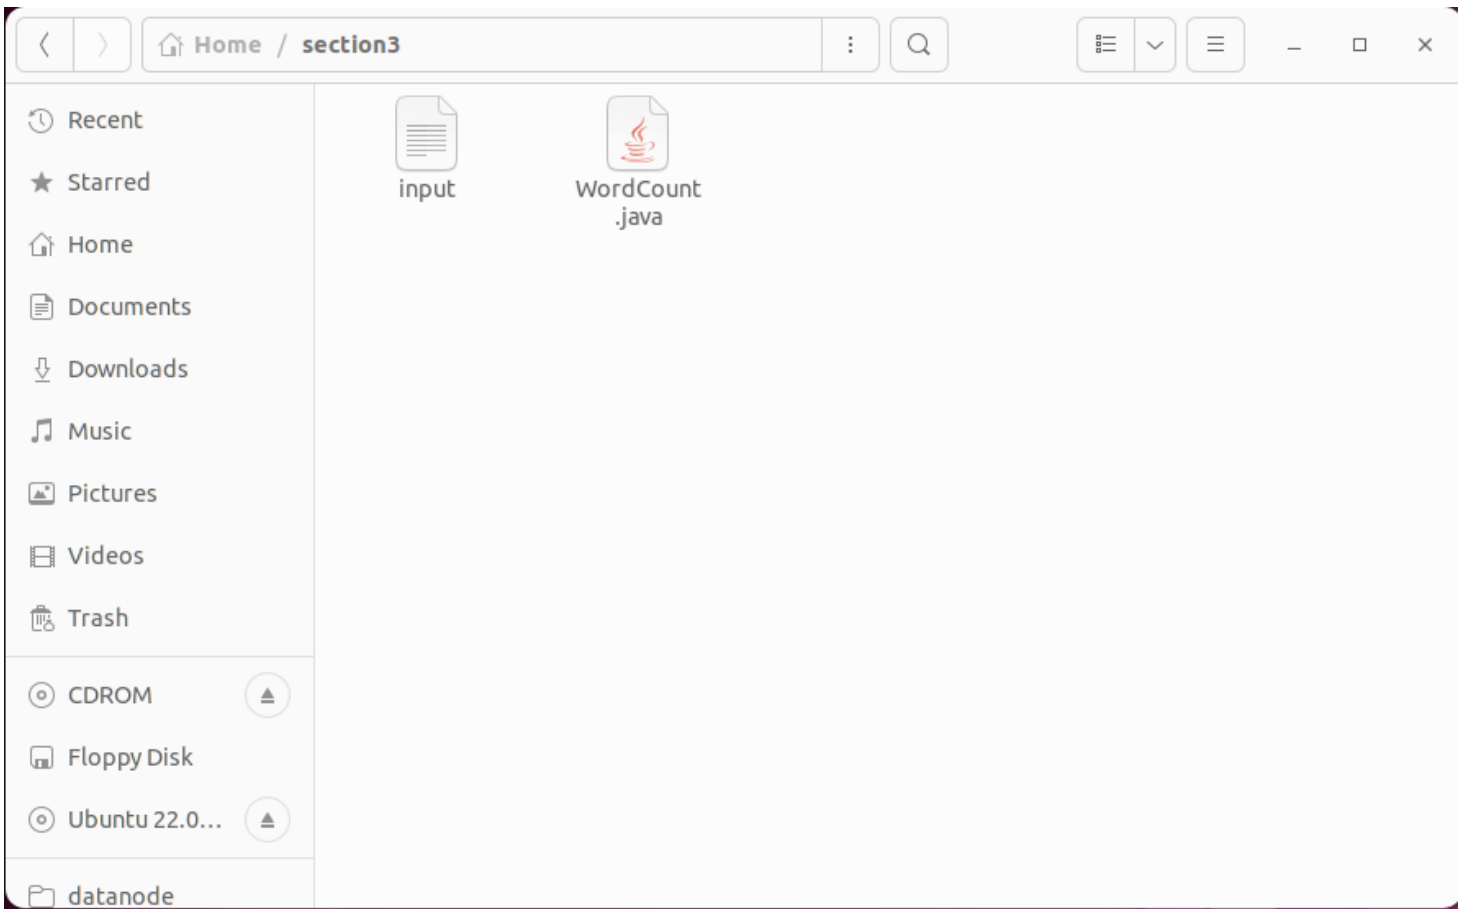 Home / section3
Recent
Starred
Home
Documents
Downloads
Music
Pictures
Videos
Trash
CDROM
Floppy Disk
Ubuntu 22.0...
datanode
input
WordCount
.java